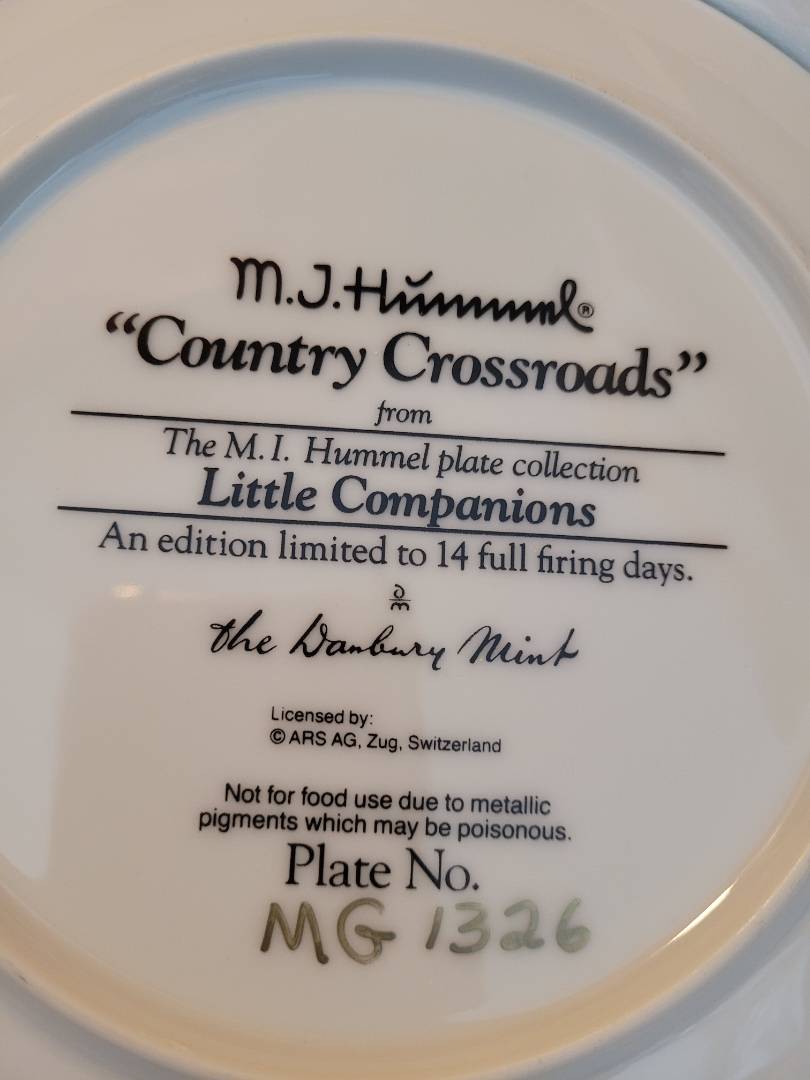 M.J.Hummel®
“Country Crossroads”
from
The M.I. Hummel plate collection
Little Companions
An edition limited to 14 full firing days.
the Danbury Mint
Licensed by:
© ARS AG, Zug, Switzerland
Not for food use due to metallic
pigments which may be poisonous.
Plate No.
MG 1326